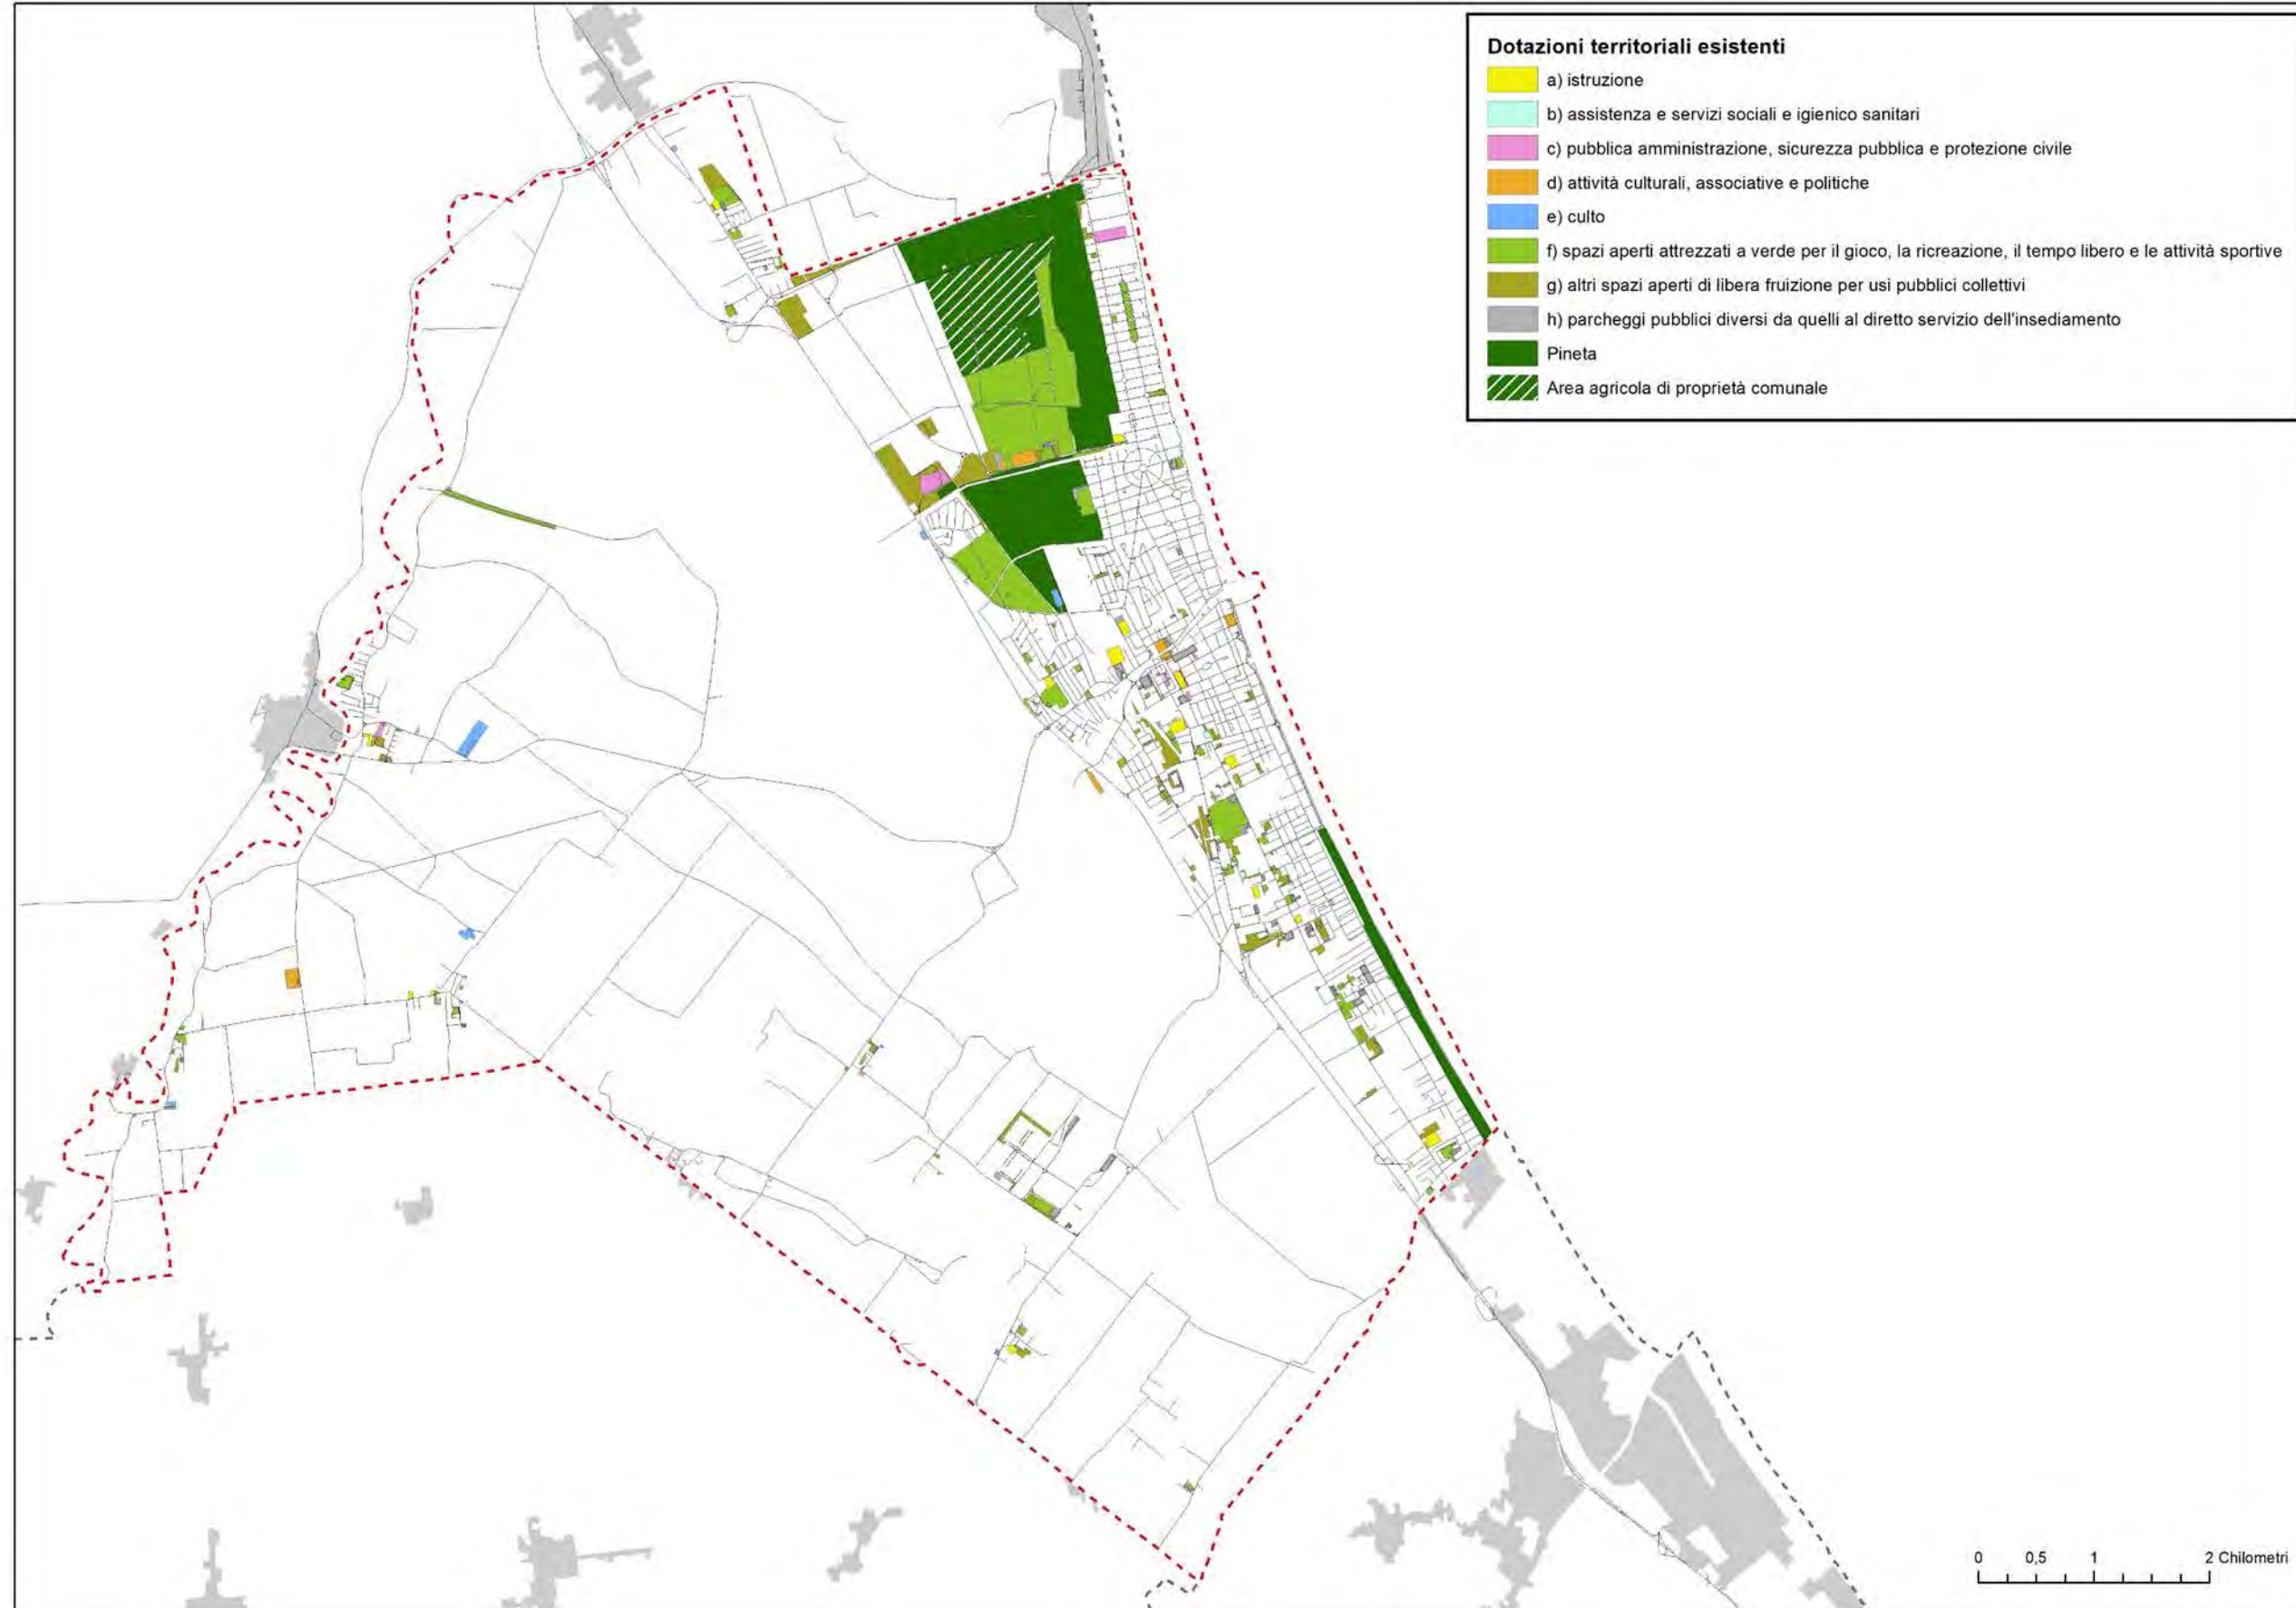 Dotazioni territoriali esistenti
a) istruzione
b) assistenza e servizi sociali e igienico sanitari
c) pubblica amministrazione, sicurezza pubblica e protezione civile
d) attività culturali, associative e politiche
e) culto
f) spazi aperti attrezzati a verde per il gioco, la ricreazione, il tempo libero e le attività sportive
g) altri spazi aperti di libera fruizione per usi pubblici collettivi
h) parcheggi pubblici diversi da quelli al diretto servizio dell'insediamento
Pineta
Area agricola di proprietà comunale
0 0,5 1 2 Chilometri